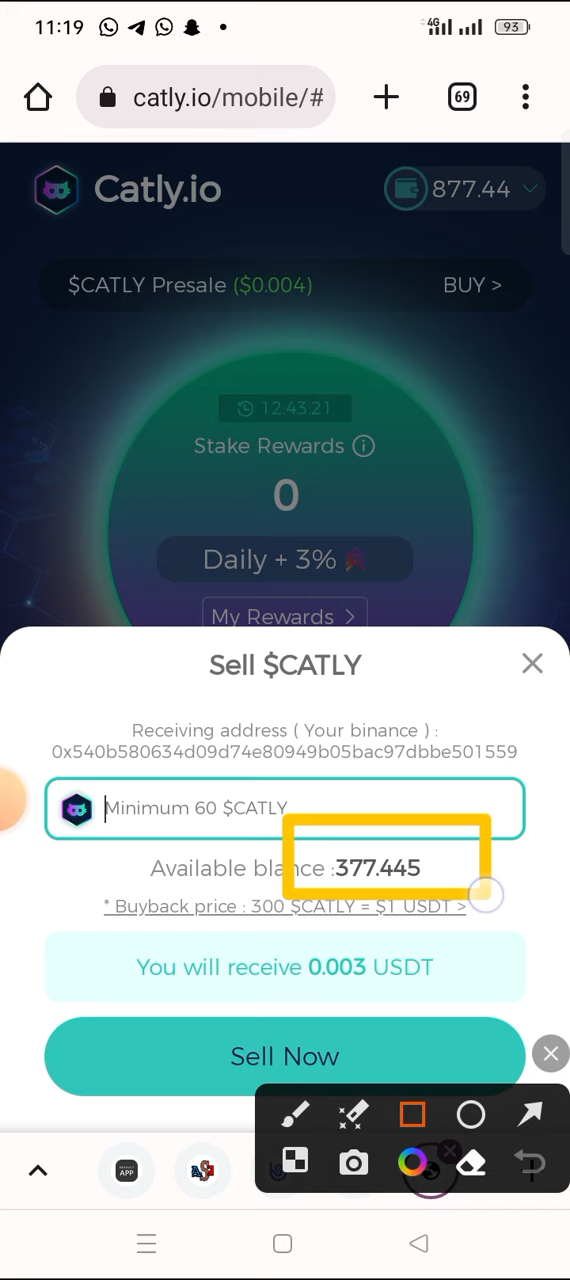 11:19
4G
93
catly.io/mobile/#
69
Catly.io
877.44
$CATLY Presale ($0.004)
BUY >
12:43:21
Stake Rewards
0
Daily + 3%
My Rewards >
Sell $CATLY
Receiving address ( Your binance ) :
0x540b580634d09d74e80949b05bac97dbbe501559
Minimum 60 $CATLY
Available blance :377.445
* Buyback price : 300 $CATLY = $1 USDT >
You will receive 0.003 USDT
Sell Now
APP